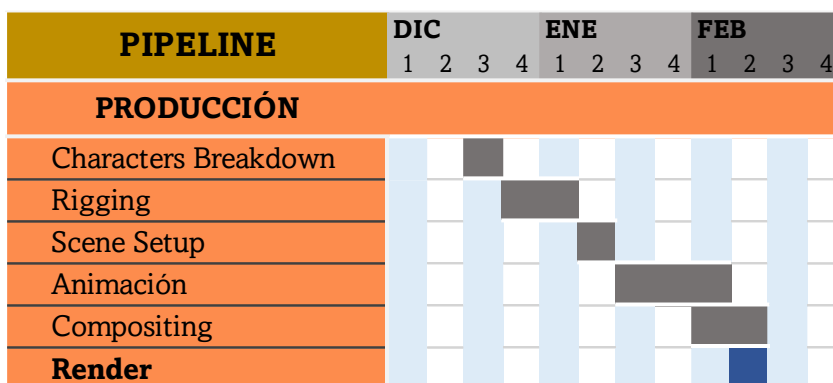 PIPELINE
DIC ENE FEB
1 2 3 4 1 2 3 4 1 2 3 4
PRODUCCIÓN
Characters Breakdown
Rigging
Scene Setup
Animación
Compositing
Render